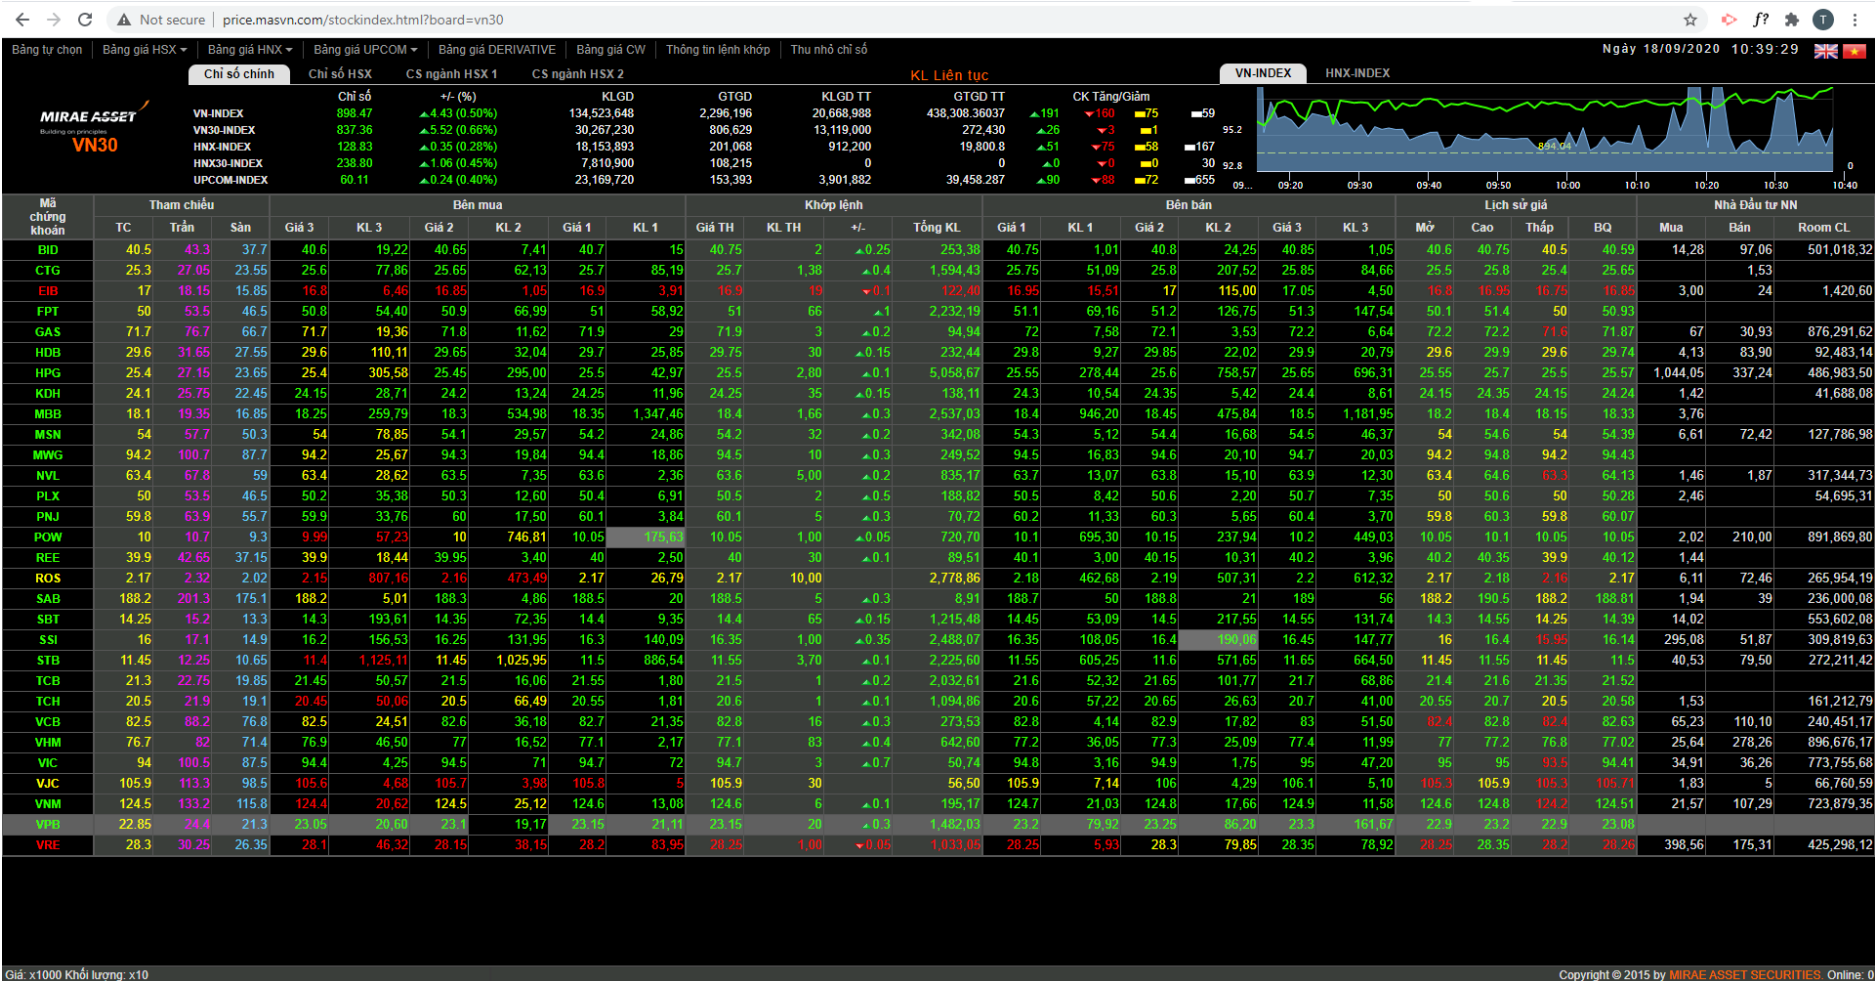 Not secure | price.masvn.com/stockindex.html?board=vn30 f? T
Bảng tự chọn Bảng giá HSX Bảng giá HNX Bảng giá UPCOM Bảng giá DERIVATIVE Bảng giá CW Thông tin lệnh khớp Thu nhỏ chỉ số Ngày 18/09/2020 10:39:29
Chỉ số chính Chỉ số HSX CS ngành HSX 1 CS ngành HSX 2 KL Liên tục VN-INDEX HNX-INDEX
Chỉ số +/- (%) KLGD GTGD KLGD TT GTGD TT CK Tăng/Giảm
MIRAE ASSET
Building on principles
VN30
VN-INDEX 898.47 4.43 (0.50%) 134,523,648 2,296,196 20,668,988 438,308.36037 191 160 75 59
VN30-INDEX 837.36 5.52 (0.66%) 30,267,230 806,629 13,119,000 272,430 26 3 1
HNX-INDEX 128.83 0.35 (0.28%) 18,153,893 201,068 912,200 19,800.8 51 75 58 167
HNX30-INDEX 238.80 1.06 (0.45%) 7,810,900 108,215 0 0 0 0 0 30
UPCOM-INDEX 60.11 0.24 (0.40%) 23,169,720 153,393 3,901,882 39,458.287 90 88 72 655
95.2
894.04
92.8 0
09... 09:20 09:30 09:40 09:50 10:00 10:10 10:20 10:30 10:40
Mã chứng khoán Tham chiếu Bên mua Khớp lệnh Bên bán Lịch sử giá Nhà Đầu tư NN
TC Trần Sàn Giá 3 KL 3 Giá 2 KL 2 Giá 1 KL 1 Giá TH KL TH +/- Tổng KL Giá 1 KL 1 Giá 2 KL 2 Giá 3 KL 3 Mở Cao Thấp BQ Mua Bán Room CL
BID 40.5 43.3 37.7 40.6 19,22 40.65 7,41 40.7 15 40.75 2 0.25 253,38 40.75 1,01 40.8 24,25 40.85 1,05 40.6 40.75 40.5 40.59 14,28 97,06 501,018,32
CTG 25.3 27.05 23.55 25.6 77,86 25.65 62,13 25.7 85,19 25.7 1,38 0.4 1,594,43 25.75 51,09 25.8 207,52 25.85 84,66 25.5 25.8 25.4 25.65 1,53
EIB 17 18.15 15.85 16.8 6,46 16.85 1,05 16.9 3,91 16.9 19 0.1 122,40 16.95 15,51 17 115,00 17.05 4,50 16.8 16.95 16.75 16.85 3,00 24 1,420,60
FPT 50 53.5 46.5 50.8 54,40 50.9 66,99 51 58,92 51 66 1 2,232,19 51.1 69,16 51.2 126,75 51.3 147,54 50.1 51.4 50 50.93
GAS 71.7 76.7 66.7 71.7 19,36 71.8 11,62 71.9 29 71.9 3 0.2 94,94 72 7,58 72.1 3,53 72.2 6,64 72.2 72.2 71.6 71.87 67 30,93 876,291,62
HDB 29.6 31.65 27.55 29.6 110,11 29.65 32,04 29.7 25,85 29.75 30 0.15 232,44 29.8 9,27 29.85 22,02 29.9 20,79 29.6 29.9 29.6 29.74 4,13 83,90 92,483,14
HPG 25.4 27.15 23.65 25.4 305,58 25.45 295,00 25.5 42,97 25.5 2,80 0.1 5,058,67 25.55 278,44 25.6 758,57 25.65 696,31 25.55 25.7 25.5 25.57 1,044,05 337,24 486,983,50
KDH 24.1 25.75 22.45 24.15 28,71 24.2 13,24 24.25 11,96 24.25 35 0.15 138,11 24.3 10,54 24.35 5,42 24.4 8,61 24.15 24.35 24.15 24.24 1,42 41,688,08
MBB 18.1 19.35 16.85 18.25 259,79 18.3 534,98 18.35 1,347,46 18.4 1,66 0.3 2,537,03 18.4 946,20 18.45 475,84 18.5 1,181,95 18.2 18.4 18.15 18.33 3,76
MSN 54 57.7 50.3 54 78,85 54.1 29,57 54.2 24,86 54.2 32 0.2 342,08 54.3 5,12 54.4 16,68 54.5 46,37 54 54.6 54 54.39 6,61 72,42 127,786,98
MWG 94.2 100.7 87.7 94.2 25,67 94.3 19,84 94.4 18,86 94.5 10 0.3 249,52 94.5 16,83 94.6 20,10 94.7 20,03 94.2 94.8 94.2 94.43
NVL 63.4 67.8 59 63.4 28,62 63.5 7,35 63.6 2,36 63.6 5,00 0.2 835,17 63.7 13,07 63.8 15,10 63.9 12,30 63.4 64.6 63.3 64.13 1,46 1,87 317,344,73
PLX 50 53.5 46.5 50.2 35,38 50.3 12,60 50.4 6,91 50.5 2 0.5 188,82 50.5 8,42 50.6 2,20 50.7 7,35 50 50.6 50 50.28 2,46 54,695,31
PNJ 59.8 63.9 55.7 59.9 33,76 60 17,50 60.1 3,84 60.1 5 0.3 70,72 60.2 11,33 60.3 5,65 60.4 3,70 59.8 60.3 59.8 60.07
POW 10 10.7 9.3 9.99 57,23 10 746,81 10.05 175,63 10.05 1,00 0.05 720,70 10.1 695,30 10.15 237,94 10.2 449,03 10.05 10.1 10.05 10.05 2,02 210,00 891,869,80
REE 39.9 42.65 37.15 39.9 18,44 39.95 3,40 40 2,50 40 30 0.1 89,51 40.1 3,00 40.15 10,31 40.2 3,96 40.2 40.35 39.9 40.12 1,44
ROS 2.17 2.32 2.02 2.15 807,16 2.16 473,49 2.17 26,79 2.17 10,00 2,778,86 2.18 462,68 2.19 507,31 2.2 612,32 2.17 2.18 2.16 2.17 6,11 72,46 265,954,19
SAB 188.2 201.3 175.1 188.2 5,01 188.3 4,86 188.5 20 188.5 5 0.3 8,91 188.7 50 188.8 21 189 56 188.2 190.5 188.2 188.81 1,94 39 236,000,08
SBT 14.25 15.2 13.3 14.3 193,61 14.35 72,35 14.4 9,35 14.4 65 0.15 1,215,48 14.45 53,09 14.5 217,55 14.55 131,74 14.3 14.55 14.25 14.39 14,02 553,602,08
SSI 16 17.1 14.9 16.2 156,53 16.25 131,95 16.3 140,09 16.35 1,00 0.35 2,488,07 16.35 108,05 16.4 190,06 16.45 147,77 16 16.4 15.95 16.14 295,08 51,87 309,819,63
STB 11.45 12.25 10.65 11.4 1,125,11 11.45 1,025,95 11.5 886,54 11.55 3,70 0.1 2,225,60 11.55 605,25 11.6 571,65 11.65 664,50 11.45 11.55 11.45 11.5 40,53 79,50 272,211,42
TCB 21.3 22.75 19.85 21.45 50,57 21.5 16,06 21.55 1,80 21.5 1 0.2 2,032,61 21.6 52,32 21.65 101,77 21.7 68,86 21.4 21.6 21.35 21.52
TCH 20.5 21.9 19.1 20.45 50,06 20.5 66,49 20.55 1,81 20.6 1 0.1 1,094,86 20.6 57,22 20.65 26,63 20.7 41,00 20.55 20.7 20.5 20.58 1,53 161,212,79
VCB 82.5 88.2 76.8 82.5 24,51 82.6 36,18 82.7 21,35 82.8 16 0.3 273,53 82.8 4,14 82.9 17,82 83 51,50 82.4 82.8 82.4 82.63 65,23 110,10 240,451,17
VHM 76.7 82 71.4 76.9 46,50 77 16,52 77.1 2,17 77.1 83 0.4 642,60 77.2 36,05 77.3 25,09 77.4 11,99 77 77.2 76.8 77.02 25,64 278,26 896,676,17
VIC 94 100.5 87.5 94.4 4,25 94.5 71 94.7 72 94.7 3 0.7 50,74 94.8 3,16 94.9 1,75 95 47,20 95 95 93.5 94.41 34,91 36,26 773,755,68
VJC 105.9 113.3 98.5 105.6 4,68 105.7 3,98 105.8 5 105.9 30 56,50 105.9 7,14 106 4,29 106.1 5,10 105.3 105.9 105.3 105.71 1,83 5 66,760,59
VNM 124.5 133.2 115.8 124.4 20,62 124.5 25,12 124.6 13,08 124.6 6 0.1 195,17 124.7 21,03 124.8 17,66 124.9 11,58 124.6 124.8 124.2 124.51 21,57 107,29 723,879,35
VPB 22.85 24.4 21.3 23.05 20,60 23.1 19,17 23.15 21,11 23.15 20 0.3 1,482,03 23.2 79,92 23.25 86,20 23.3 161,67 22.9 23.2 22.9 23.08
VRE 28.3 30.25 26.35 28.1 46,32 28.15 38,15 28.2 83,95 28.25 1,00 0.05 1,033,05 28.25 5,93 28.3 79,85 28.35 78,92 28.25 28.35 28.2 28.26 398,56 175,31 425,298,12
Giá: x1000 Khối lượng: x10 Copyright © 2015 by MIRAE ASSET SECURITIES. Online: 0